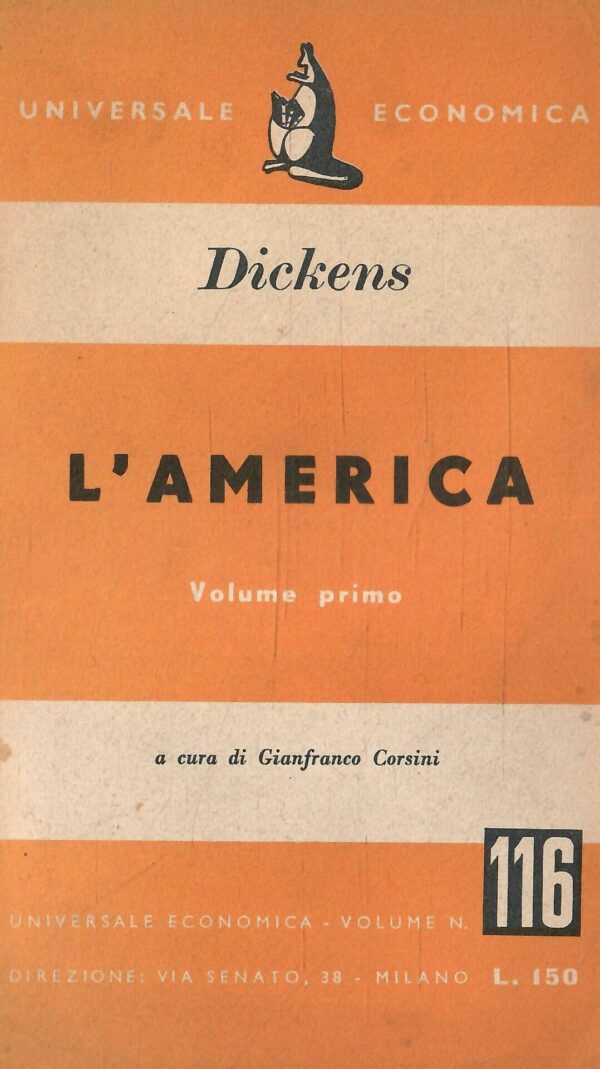 UNIVERSALE ECONOMICA
Dickens
L'AMERICA
Volume primo
a cura di Gianfranco Corsini
UNIVERSALE ECONOMICA - VOLUME N. 116
DIREZIONE: VIA SENATO, 38 - MILANO L. 150